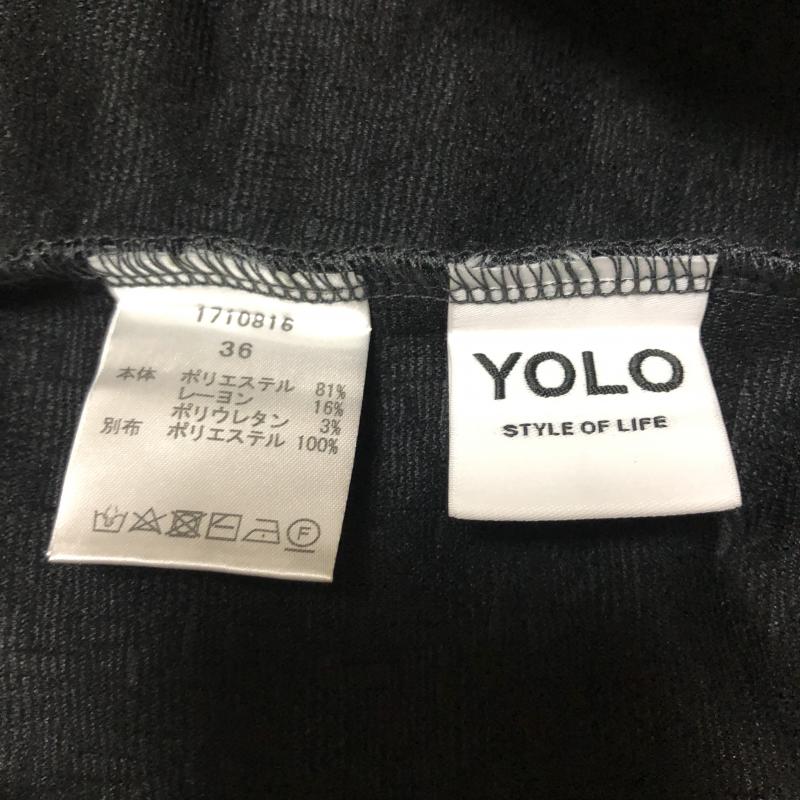 1710816
36
本体 ポリエステル 81%
レーヨン 16%
ポリウレタン 3%
別布 ポリエステル 100%
F
YOLO
STYLE OF LIFE